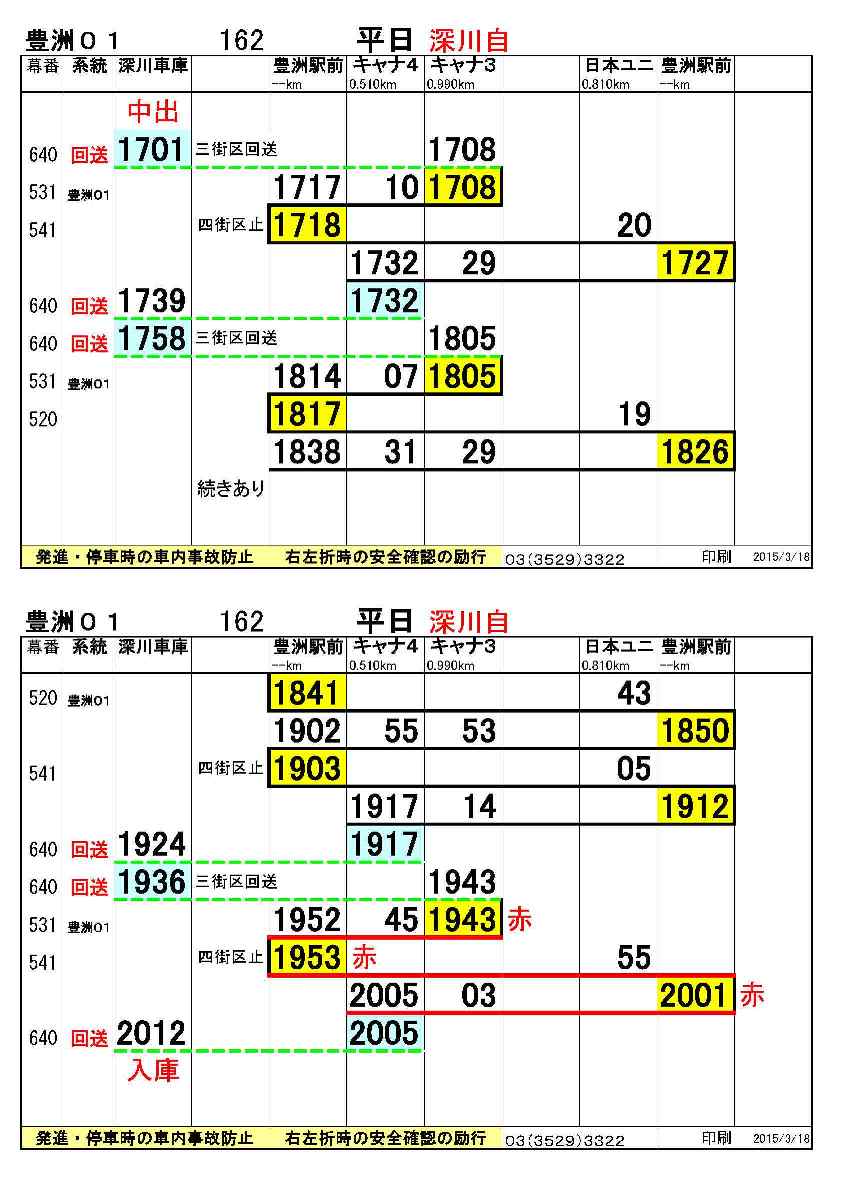 豊洲01 162 平日 深川自
幕番 系統 深川車庫 豊洲駅前 キャナ4 キャナ3 日本ユニ 豊洲駅前
--km 0.510km 0.990km 0.810km --km
中出
640 回送 1701 三街区回送 1708
531 豊洲01 1717 10 1708
541 四街区止 1718 20
1732 29 1727
640 回送 1739 1732
640 回送 1758 三街区回送 1805
531 豊洲01 1814 07 1805
520 1817 19
1838 31 29 1826
続きあり
発進・停車時の車内事故防止 右左折時の安全確認の励行 03(3529)3322 印刷 2015/3/18
豊洲01 162 平日 深川自
幕番 系統 深川車庫 豊洲駅前 キャナ4 キャナ3 日本ユニ 豊洲駅前
--km 0.510km 0.990km 0.810km --km
520 豊洲01 1841 43
1902 55 53 1850
541 四街区止 1903 05
1917 14 1912
640 回送 1924 1917
640 回送 1936 三街区回送 1943
531 豊洲01 1952 45 1943 赤
541 四街区止 1953 赤 55
2005 03 2001 赤
640 回送 2012 2005
入庫
発進・停車時の車内事故防止 右左折時の安全確認の励行 03(3529)3322 印刷 2015/3/18